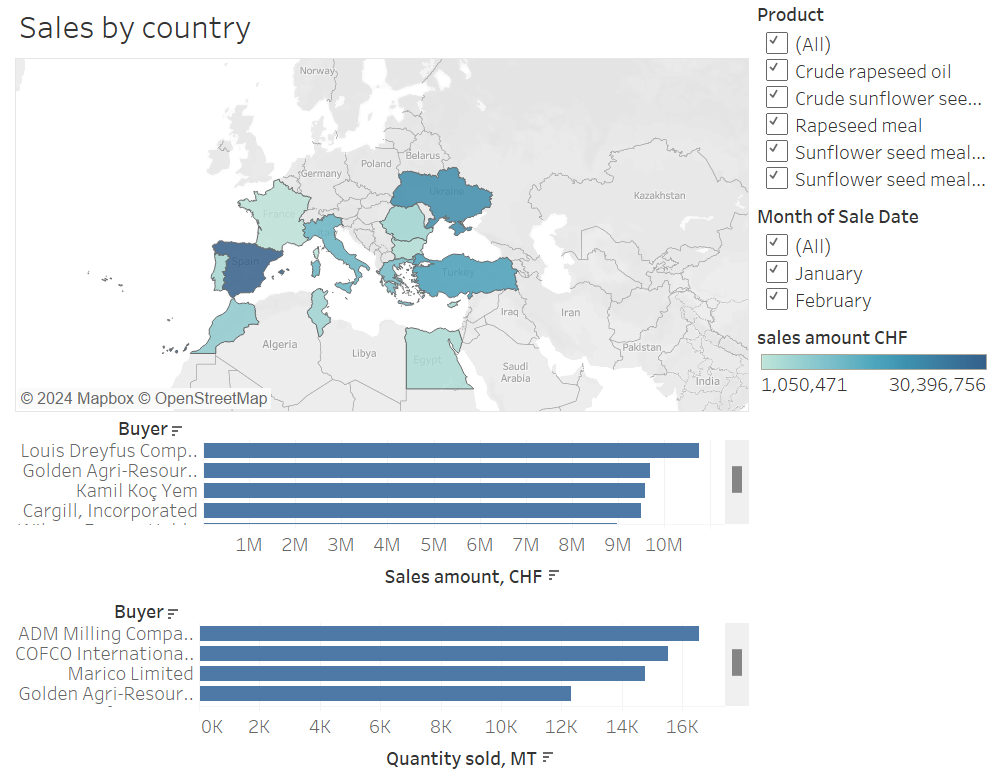 Sales by country
Norway
Belarus
Poland
Germany
Ukraine
France
Kazakhstan
Spain
Turkey
Algeria
Libya
Egypt
Iraq
Iran
Pakistan
Saudi
Arabia
India
© 2024 Mapbox © OpenStreetMap
Product
(All)
Crude rapeseed oil
Crude sunflower see...
Rapeseed meal
Sunflower seed meal...
Sunflower seed meal...
Month of Sale Date
(All)
January
February
sales amount CHF
1,050,471 30,396,756
Buyer
Louis Dreyfus Comp..
Golden Agri-Resour..
Kamil Koç Yem
Cargill, Incorporated
1M 2M 3M 4M 5M 6M 7M 8M 9M 10M
Sales amount, CHF
Buyer
ADM Milling Compa..
COFCO Internationa..
Marico Limited
Golden Agri-Resour..
0K 2K 4K 6K 8K 10K 12K 14K 16K
Quantity sold, MT